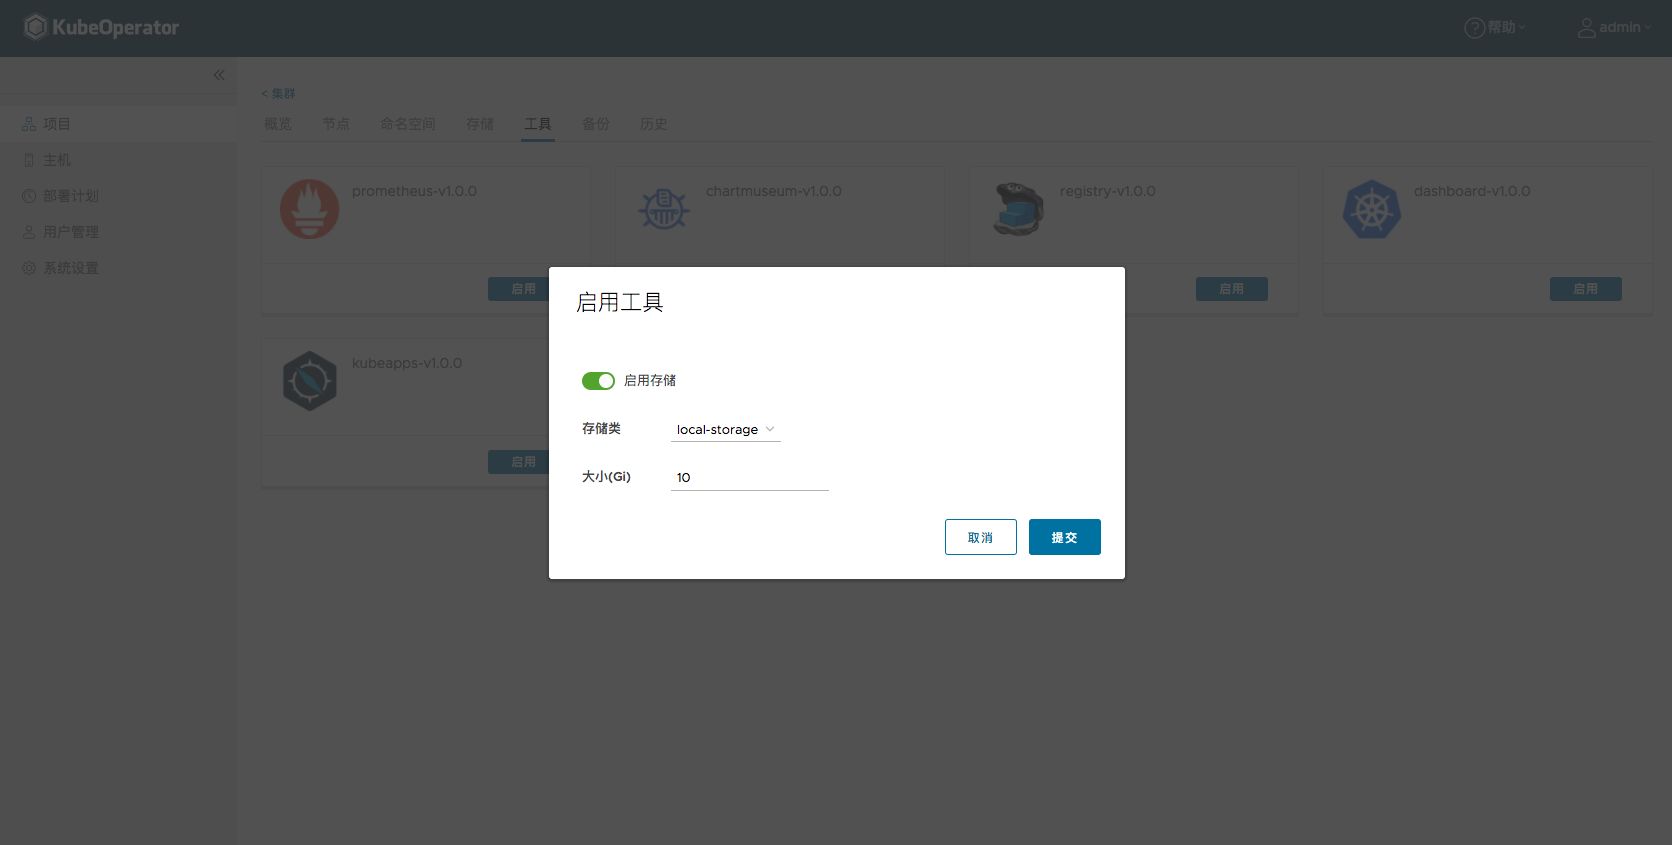 KubeOperator
帮助
admin
< 集群
项目
主机
部署计划
用户管理
系统设置
概览 节点 命名空间 存储 工具 备份 历史
prometheus-v1.0.0
启用
chartmuseum-v1.0.0
registry-v1.0.0
启用
dashboard-v1.0.0
启用
kubeapps-v1.0.0
启用
启用工具
启用存储
存储类 local-storage
大小(Gi) 10
取消 提交